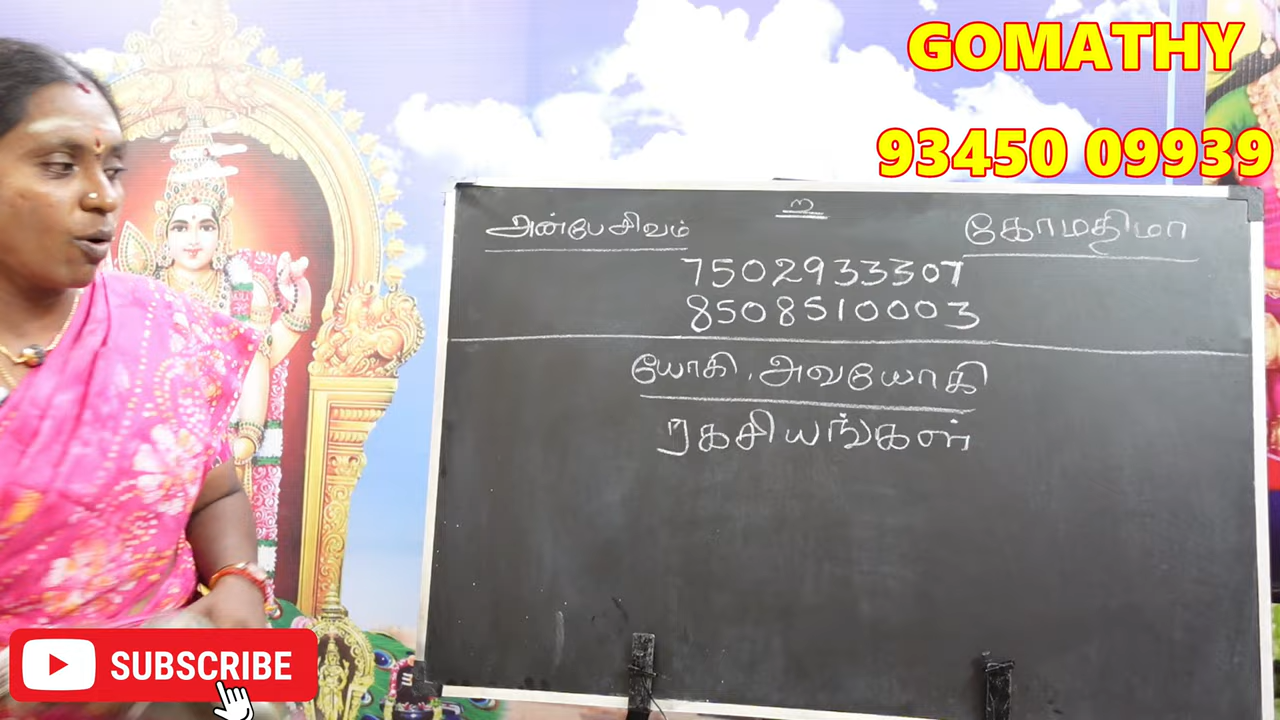 GOMATHY
93450 09939
உ
அன்பே சிவம்
கோமதிமா
7502933307
8508510003
யோகி, அவயோகி
ரகசியங்கள்
SUBSCRIBE